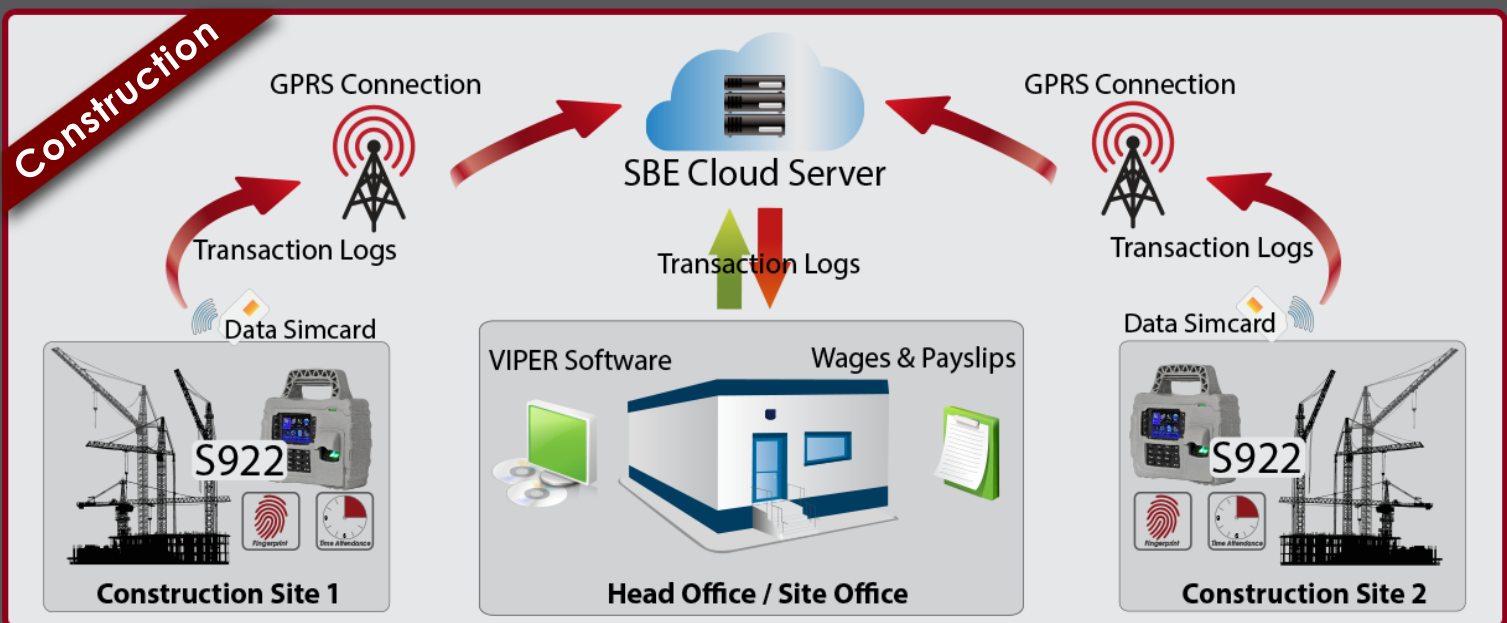 Construction
GPRS Connection
GPRS Connection
SBE Cloud Server
Transaction Logs
Transaction Logs
Transaction Logs
Data Simcard
Data Simcard
VIPER Software
Wages & Payslips
S922
S922
Fingerprint
Time Attendance
Fingerprint
Time Attendance
Construction Site 1
Head Office / Site Office
Construction Site 2